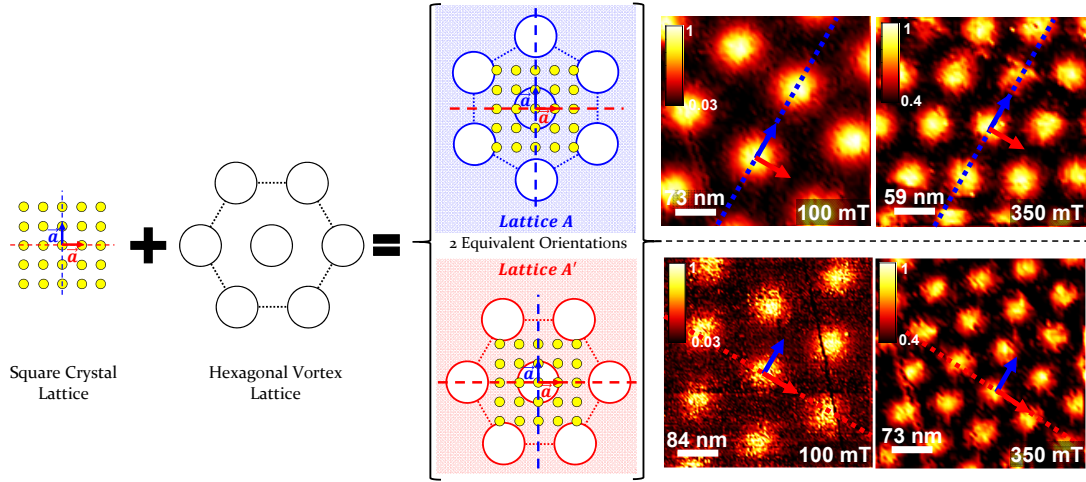 Square Crystal
Lattice
a
a
Hexagonal Vortex
Lattice
a
a
Lattice A
2 Equivalent Orientations
Lattice A'
a
a
1
0.03
73 nm
100 mT
1
0.4
59 nm
350 mT
1
0.03
84 nm
100 mT
1
0.4
73 nm
350 mT